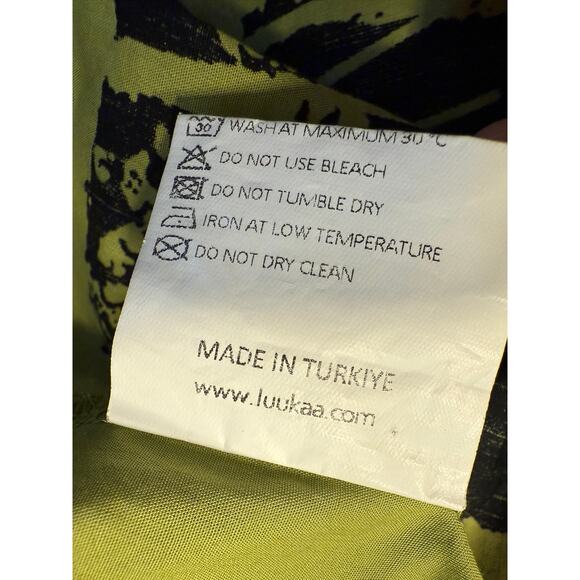 30 WASH AT MAXIMUM 30 °C
DO NOT USE BLEACH
DO NOT TUMBLE DRY
IRON AT LOW TEMPERATURE
DO NOT DRY CLEAN
MADE IN TURKIYE
www.luukaa.com